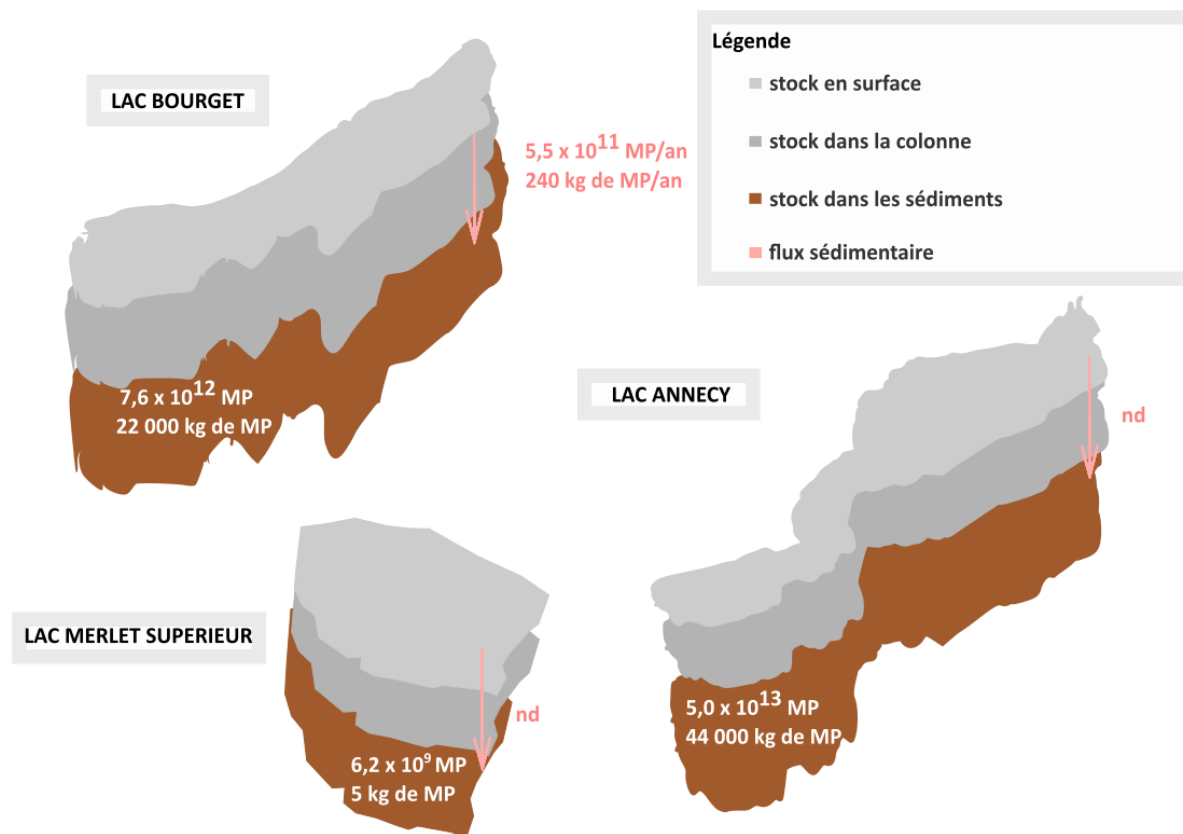 LAC BOURGET
5,5 x 10¹¹ MP/an
240 kg de MP/an
7,6 x 10¹² MP
22 000 kg de MP
Légende
stock en surface
stock dans la colonne
stock dans les sédiments
flux sédimentaire
LAC ANNECY
nd
5,0 x 10¹³ MP
44 000 kg de MP
LAC MERLET SUPERIEUR
nd
6,2 x 10⁹ MP
5 kg de MP